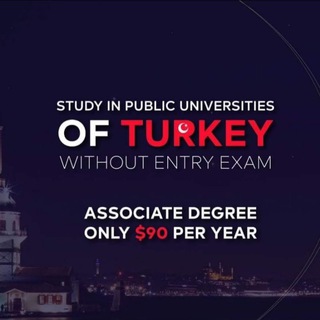 STUDY IN PUBLIC UNIVERSITIES
OF TURKEY
WITHOUT ENTRY EXAM
ASSOCIATE DEGREE
ONLY $90 PER YEAR